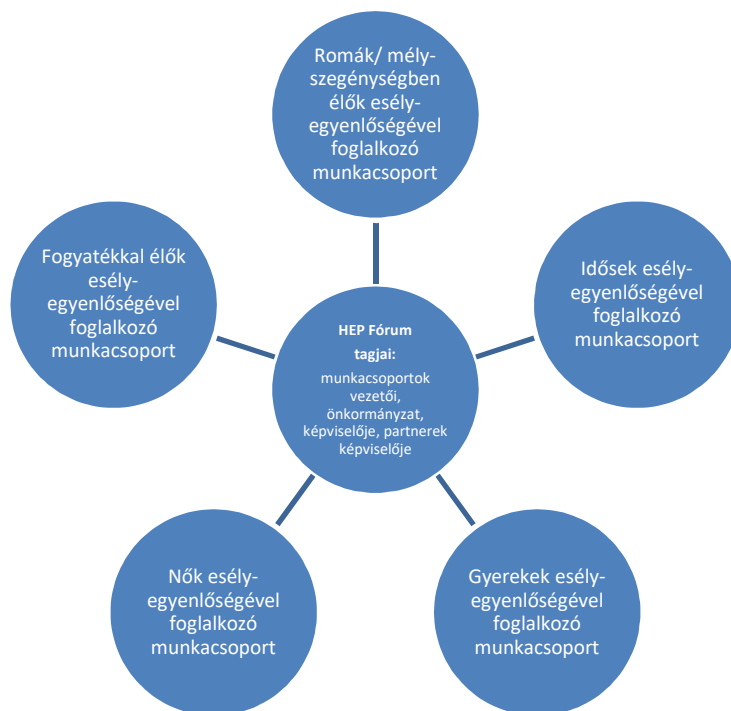 Romák/ mély-
szegénységben
élők esély-
egyenlőségével
foglalkozó
munkacsoport
Fogyatékkal élők
esély-
egyenlőségével
foglalkozó
munkacsoport
Idősek esély-
egyenlőségével
foglalkozó
munkacsoport
HEP Fórum
tagjai:
munkacsoportok
vezetői,
önkormányzat,
képviselője, partnerek
képviselője
Nők esély-
egyenlőségével
foglalkozó
munkacsoport
Gyerekek esély-
egyenlőségével
foglalkozó
munkacsoport